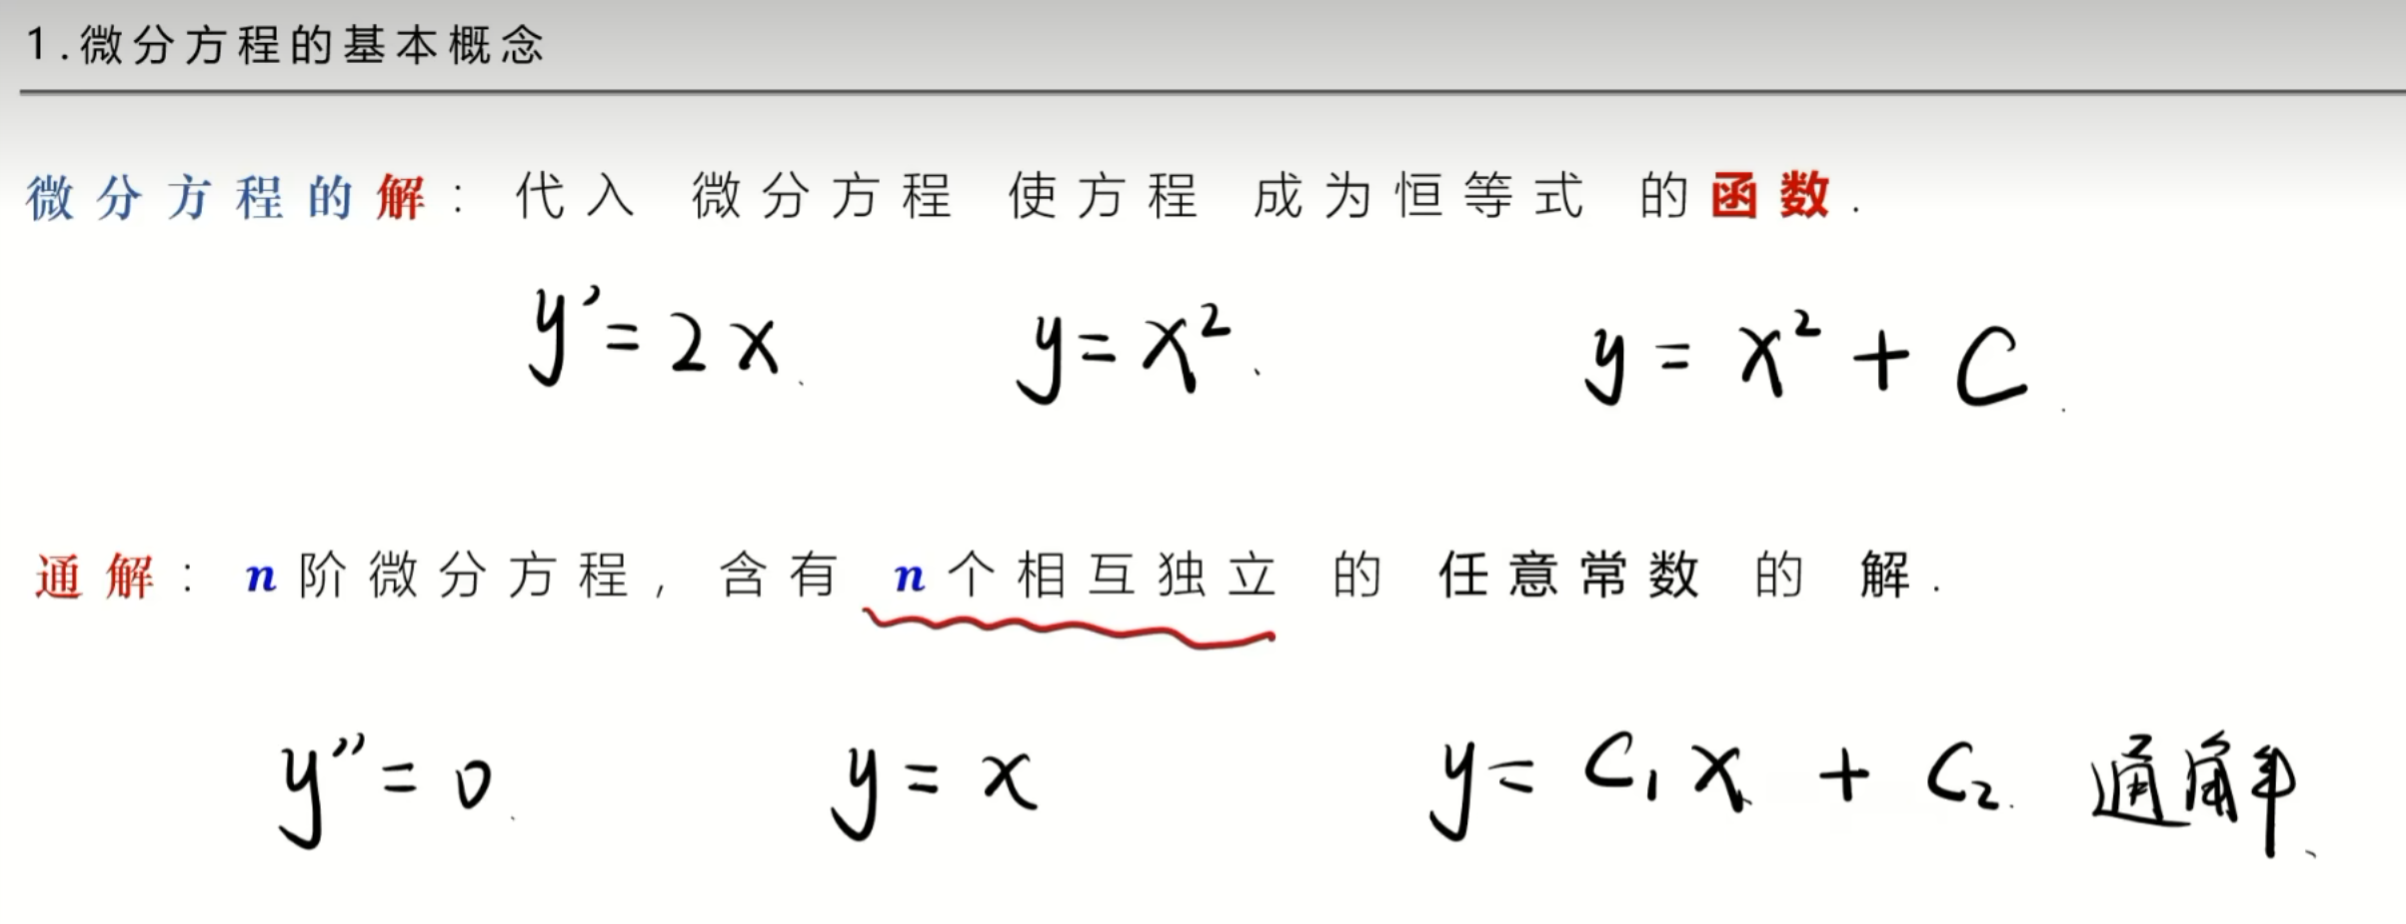 1.微分方程的基本概念
微分方程的解: 代入 微分方程 使方程 成为恒等式 的函数.
y'=2x y=x². y=x²+C
通解: n阶微分方程, 含有 n个相互独立 的 任意常数 的 解.
y''=0 y=x y=C₁x+C₂ 通解